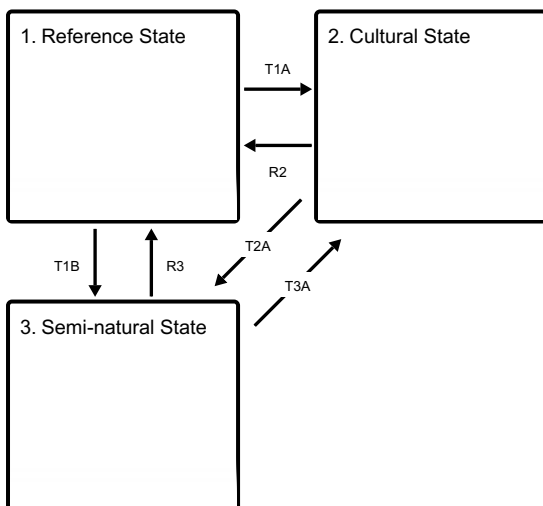 1. Reference State
2. Cultural State
T1A
R2
T1B
R3
T2A
T3A
3. Semi-natural State